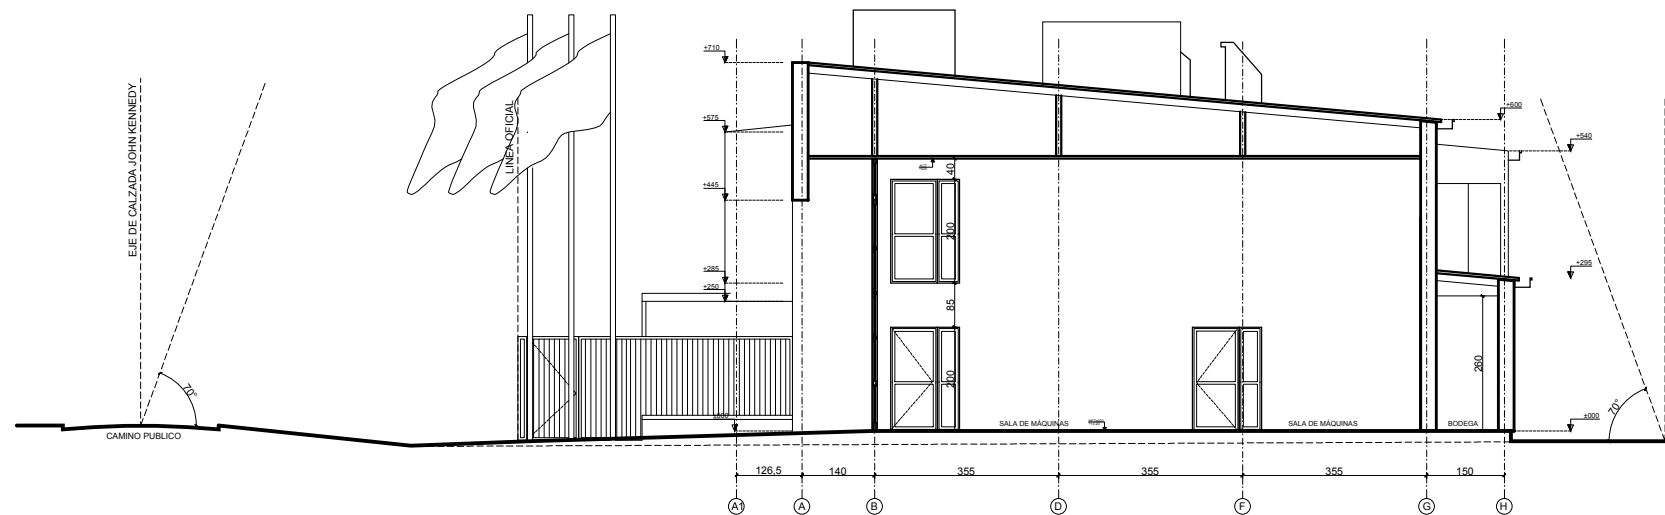 EJE DE CALZADA JOHN KENNEDY
70°
CAMINO PUBLICO
LINEA OFICIAL
+710
+575
+445
+285
+250
±000
40
200
85
200
SALA DE MÁQUINAS
SALA DE MÁQUINAS
BODEGA
260
+600
+540
+295
±000
70°
126,5
140
355
355
355
150
A1
A
B
D
F
G
H